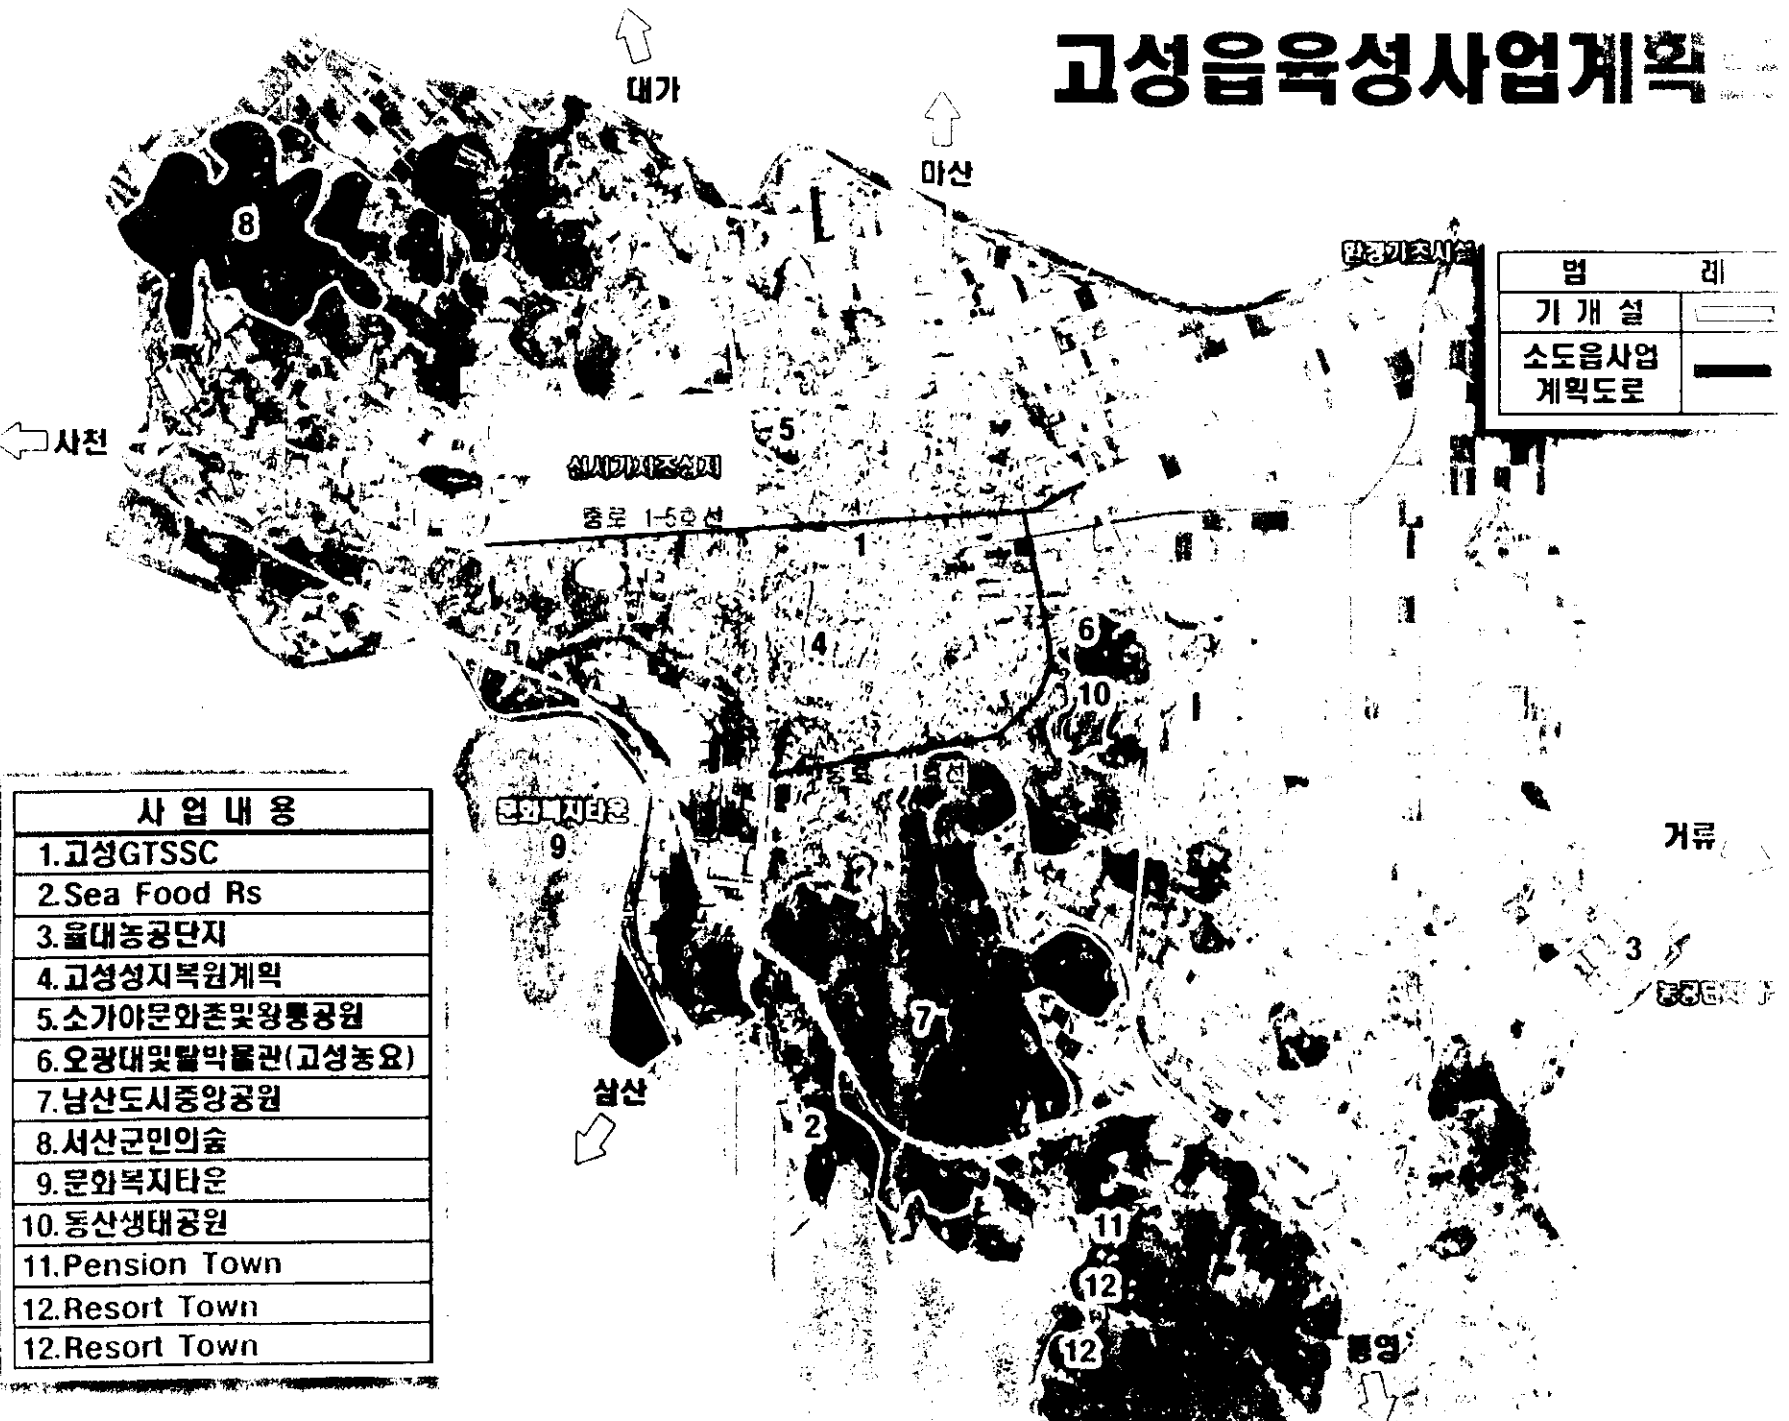 고성읍육성사업계획
대가
마산
환경기초시설
범 례
기 개 설
소도읍사업
계획도로
사천
5
신시가지조성지
중로 1-5호선
1
8
4
6
10
문화복지타운
9
거류
3
7
삼산
2
11
12
12
통영
사 업 내 용
1.고성GTSSC
2.Sea Food Rs
3.율대농공단지
4.고성성지복원계획
5.소가야문화촌및왕릉공원
6.오광대및탈박물관(고성농요)
7.남산도시중앙공원
8.서산군민의숲
9.문화복지타운
10.동산생태공원
11.Pension Town
12.Resort Town
12.Resort Town